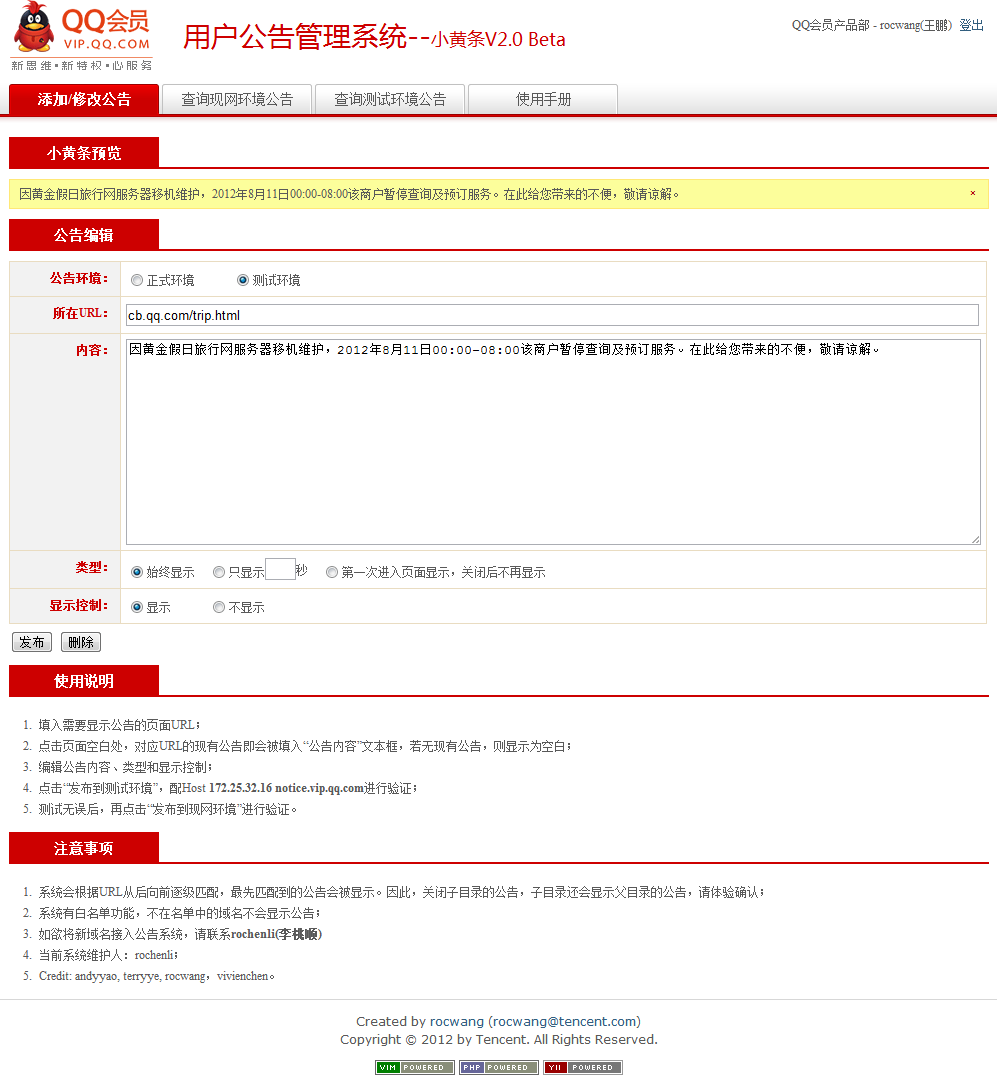 QQ会员
VIP.QQ.COM
新思维·新特权·心服务
用户公告管理系统--小黄条V2.0 Beta
QQ会员产品部 - rocwang(王鹏) 登出
添加/修改公告 查询现网环境公告 查询测试环境公告 使用手册
小黄条预览
因黄金假日旅行网服务器移机维护，2012年8月11日00:00-08:00该商户暂停查询及预订服务。在此给您带来的不便，敬请谅解。 ×
公告编辑
公告环境： 正式环境 测试环境
所在URL： cb.qq.com/trip.html
内容： 因黄金假日旅行网服务器移机维护，2012年8月11日00:00-08:00该商户暂停查询及预订服务。在此给您带来的不便，敬请谅解。
类型： 始终显示 只显示 秒 第一次进入页面显示，关闭后不再显示
显示控制： 显示 不显示
发布 删除
使用说明
1. 填入需要显示公告的页面URL；
2. 点击页面空白处，对应URL的现有公告即会被填入“公告内容”文本框，若无现有公告，则显示为空白；
3. 编辑公告内容、类型和显示控制；
4. 点击“发布到测试环境”，配Host 172.25.32.16 notice.vip.qq.com进行验证；
5. 测试无误后，再点击“发布到现网环境”进行验证。
注意事项
1. 系统会根据URL从后向前逐级匹配，最先匹配到的公告会被显示。因此，关闭子目录的公告，子目录还会显示父目录的公告，请体验确认；
2. 系统有白名单功能，不在名单中的域名不会显示公告；
3. 如欲将新域名接入公告系统，请联系rochenli(李桃顺)
4. 当前系统维护人：rochenli；
5. Credit: andyyao, terryye, rocwang，vivienchen。
Created by rocwang (rocwang@tencent.com)
Copyright © 2012 by Tencent. All Rights Reserved.
VIM POWERED PHP POWERED YII POWERED